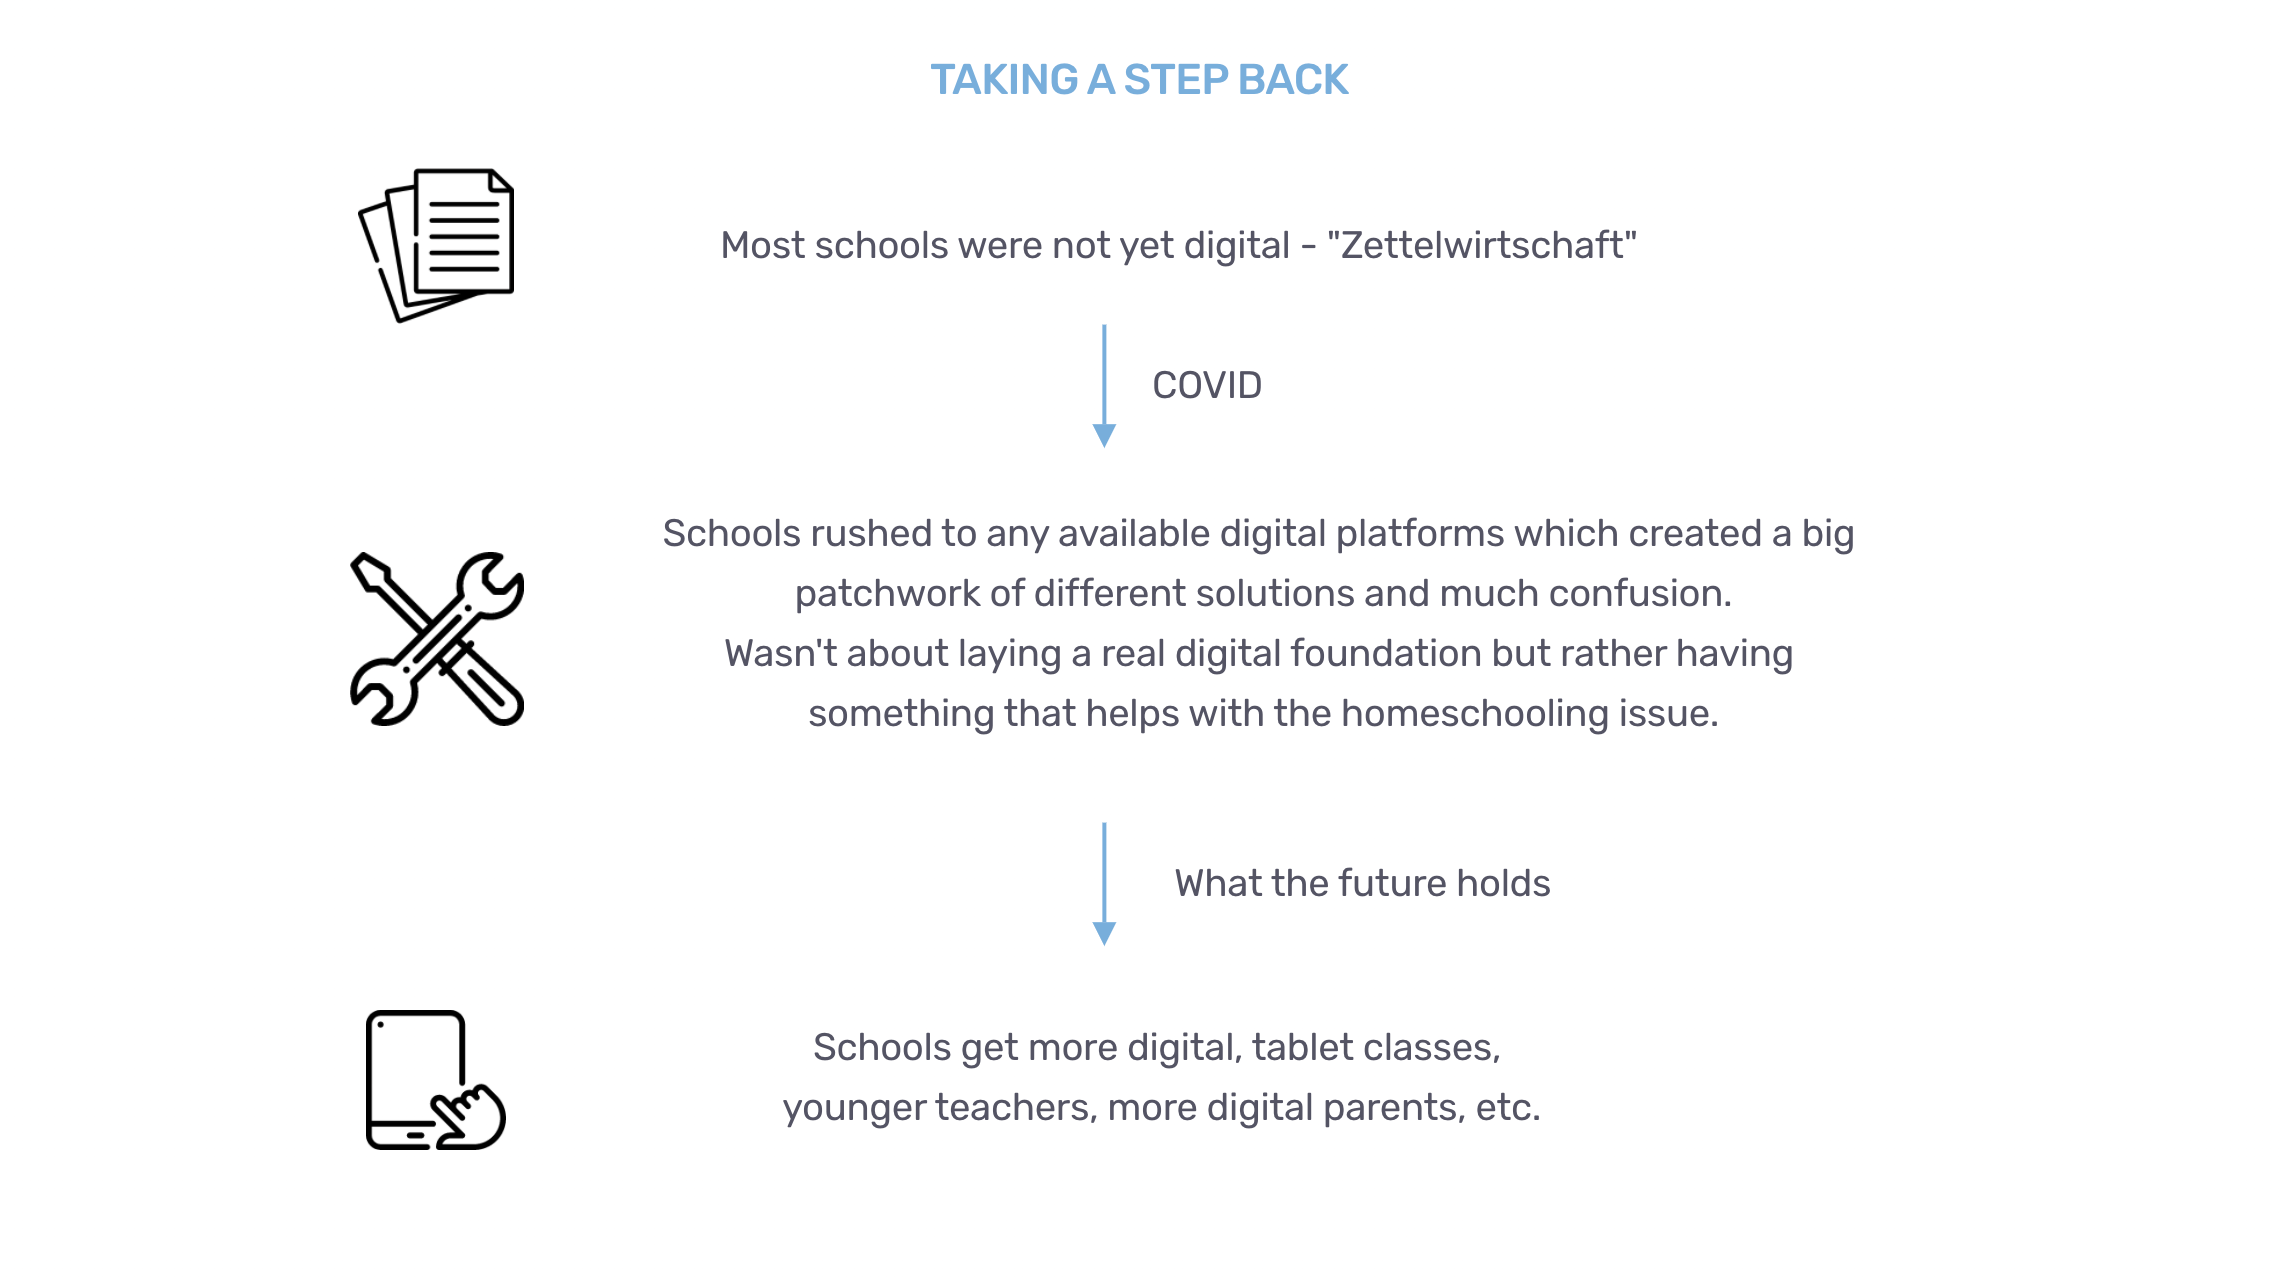 TAKING A STEP BACK
Most schools were not yet digital - "Zettelwirtschaft"
COVID
Schools rushed to any available digital platforms which created a big
patchwork of different solutions and much confusion.
Wasn't about laying a real digital foundation but rather having
something that helps with the homeschooling issue.
What the future holds
Schools get more digital, tablet classes,
younger teachers, more digital parents, etc.